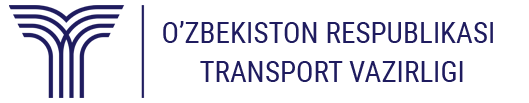 O’ZBEKISTON RESPUBLIKASI
TRANSPORT VAZIRLIGI